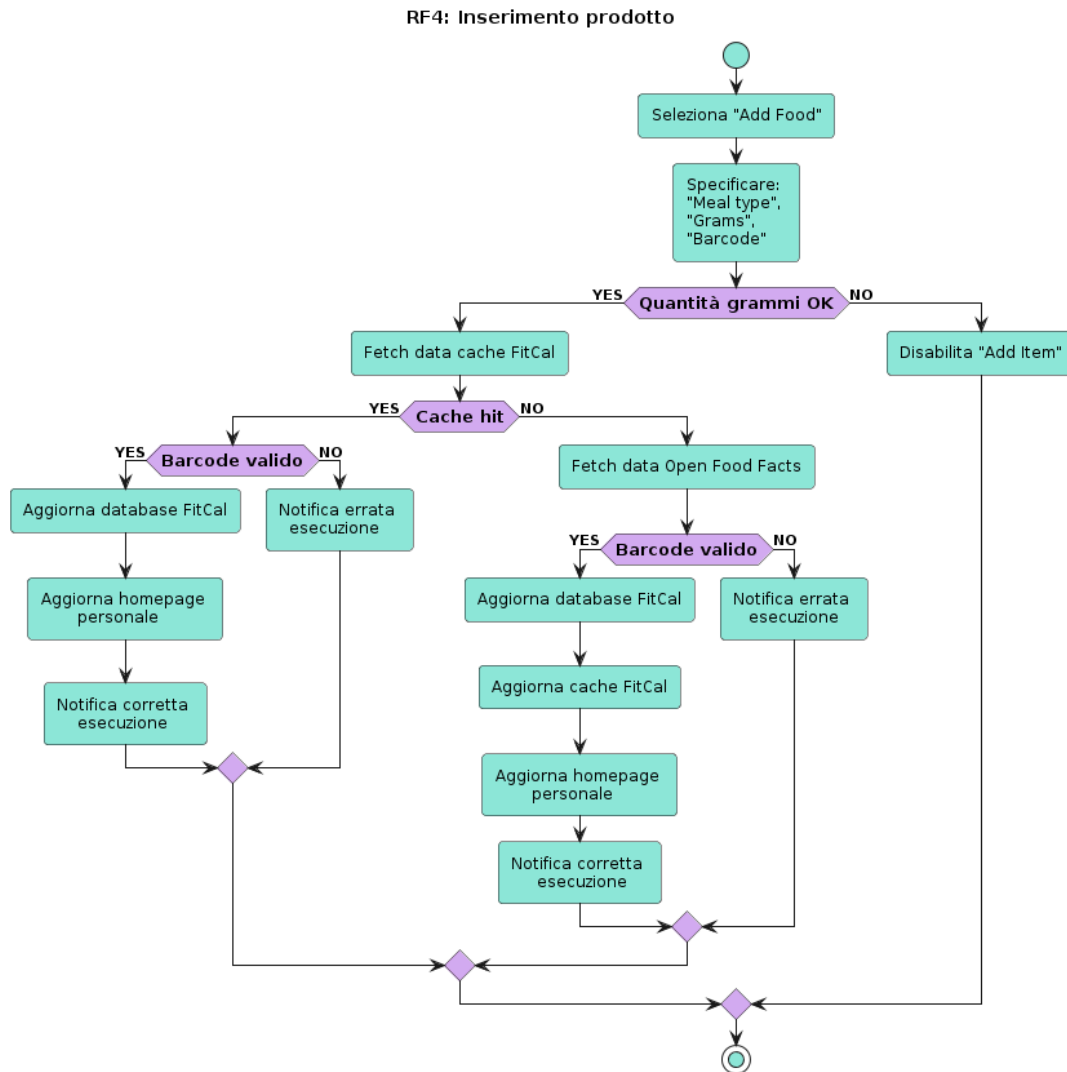 RF4: Inserimento prodotto
Seleziona "Add Food"
Specificare:
"Meal type",
"Grams",
"Barcode"
YES
Quantità grammi OK
NO
Fetch data cache FitCal
Disabilita "Add Item"
YES
Cache hit
NO
YES
Barcode valido
NO
Fetch data Open Food Facts
Aggiorna database FitCal
Notifica errata
esecuzione
YES
Barcode valido
NO
Aggiorna homepage
personale
Aggiorna database FitCal
Notifica errata
esecuzione
Notifica corretta
esecuzione
Aggiorna cache FitCal
Aggiorna homepage
personale
Notifica corretta
esecuzione